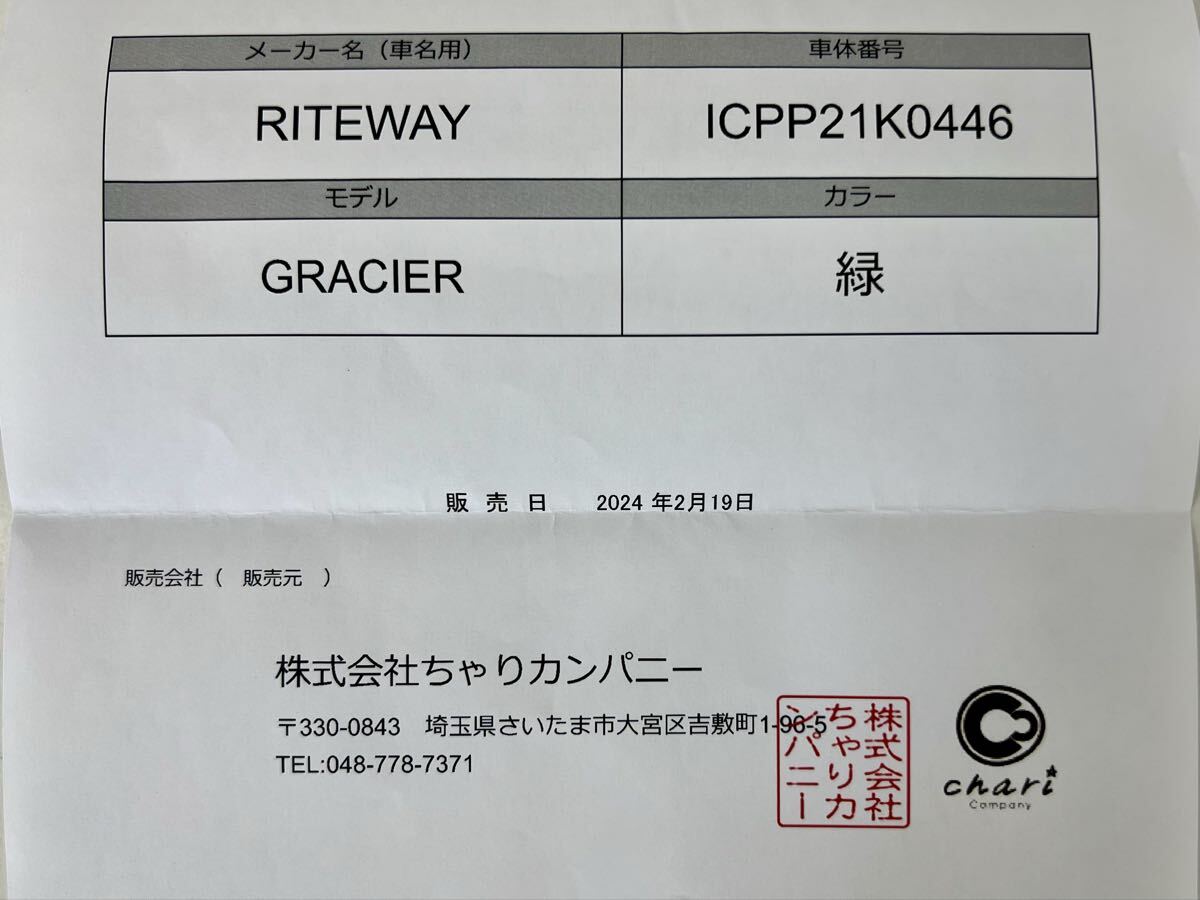 メーカー名（車名用） 車体番号
RITEWAY ICPP21K0446
モデル カラー
GRACIER 緑
販 売 日 2024 年2月19日
販売会社（ 販売元 ）
株式会社ちゃりカンパニー
〒330-0843 埼玉県さいたま市大宮区吉敷町1-96-5
TEL:048-778-7371
株式会社
ちゃりカ
ンパニー
chari
Company